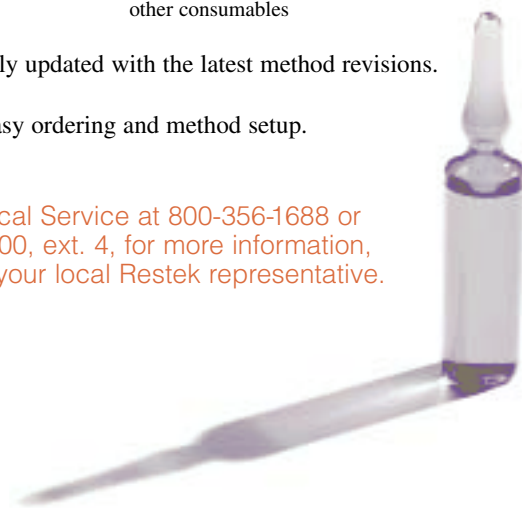 other consumables
ly updated with the latest method revisions.
asy ordering and method setup.
cal Service at 800-356-1688 or
00, ext. 4, for more information,
your local Restek representative.